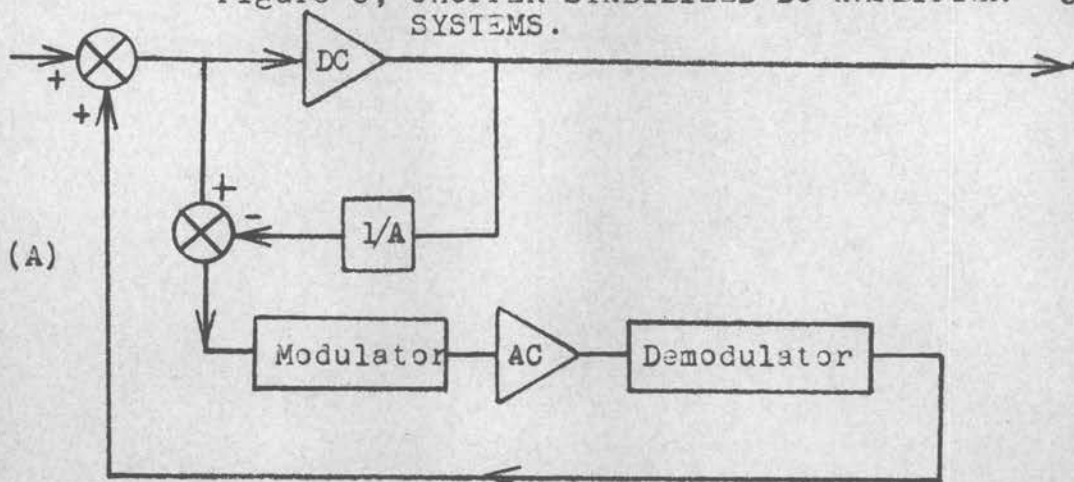 SYSTEMS.
+
+
DC
+
-
1/A
(A)
Modulator
AC
Demodulator